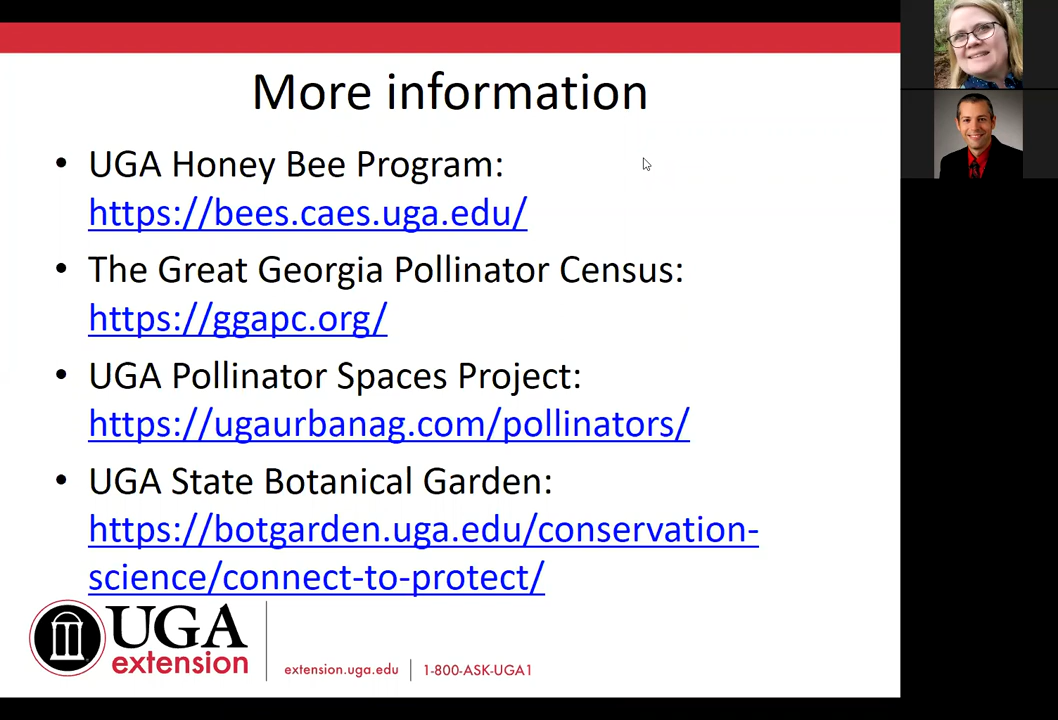 More information
• UGA Honey Bee Program:
https://bees.caes.uga.edu/
• The Great Georgia Pollinator Census:
https://ggapc.org/
• UGA Pollinator Spaces Project:
https://ugaurbanag.com/pollinators/
• UGA State Botanical Garden:
https://botgarden.uga.edu/conservation-
science/connect-to-protect/
UGA
extension
extension.uga.edu | 1-800-ASK-UGA1